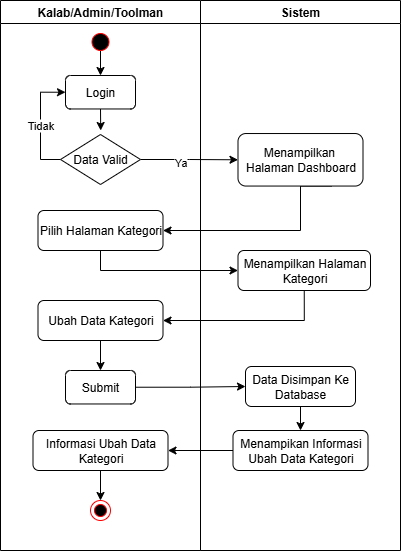 Kalab/Admin/Toolman
Sistem
Login
Tidak
Data Valid
Ya
Menampilkan
Halaman Dashboard
Pilih Halaman Kategori
Menampilkan Halaman
Kategori
Ubah Data Kategori
Submit
Data Disimpan Ke
Database
Informasi Ubah Data
Kategori
Menampikan Informasi
Ubah Data Kategori